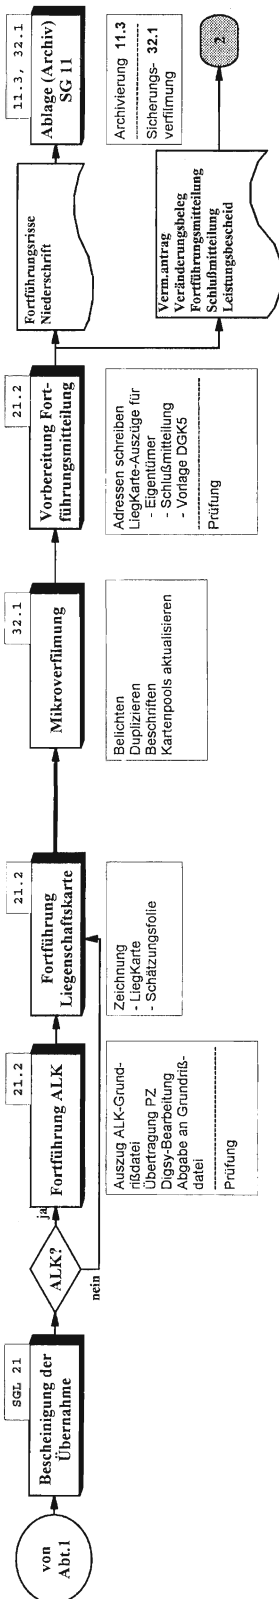 von
Abt.1
SGL 21
Bescheinigung der
Übernahme
ALK?
ja
nein
21.2
Fortführung ALK
Auszug ALK-Grund-
rißdatei
Übertragung PZ
Digsy-Bearbeitung
Abgabe an Grundriß-
datei
Prüfung
21.2
Fortführung
Liegenschaftskarte
Zeichnung
- LiegKarte
- Schätzungsfolie
32.1
Mikroverfilmung
Belichten
Duplizieren
Beschriften
Kartenpools aktualisieren
21.2
Vorbereitung Fort-
führungsmitteilung
Adressen schreiben
LiegKarte-Auszüge für
- Eigentümer
- Schlußmitteilung
- Vorlage DGK5
Prüfung
Fortführungsrisse
Niederschrift
Verm.antrag
Veränderungsbeleg
Fortführungsmitteilung
Schlußmitteilung
Leistungsbescheid
11.3, 32.1
Ablage (Archiv)
SG 11
Archivierung 11.3
Sicherungs- 32.1
verfilmung
2